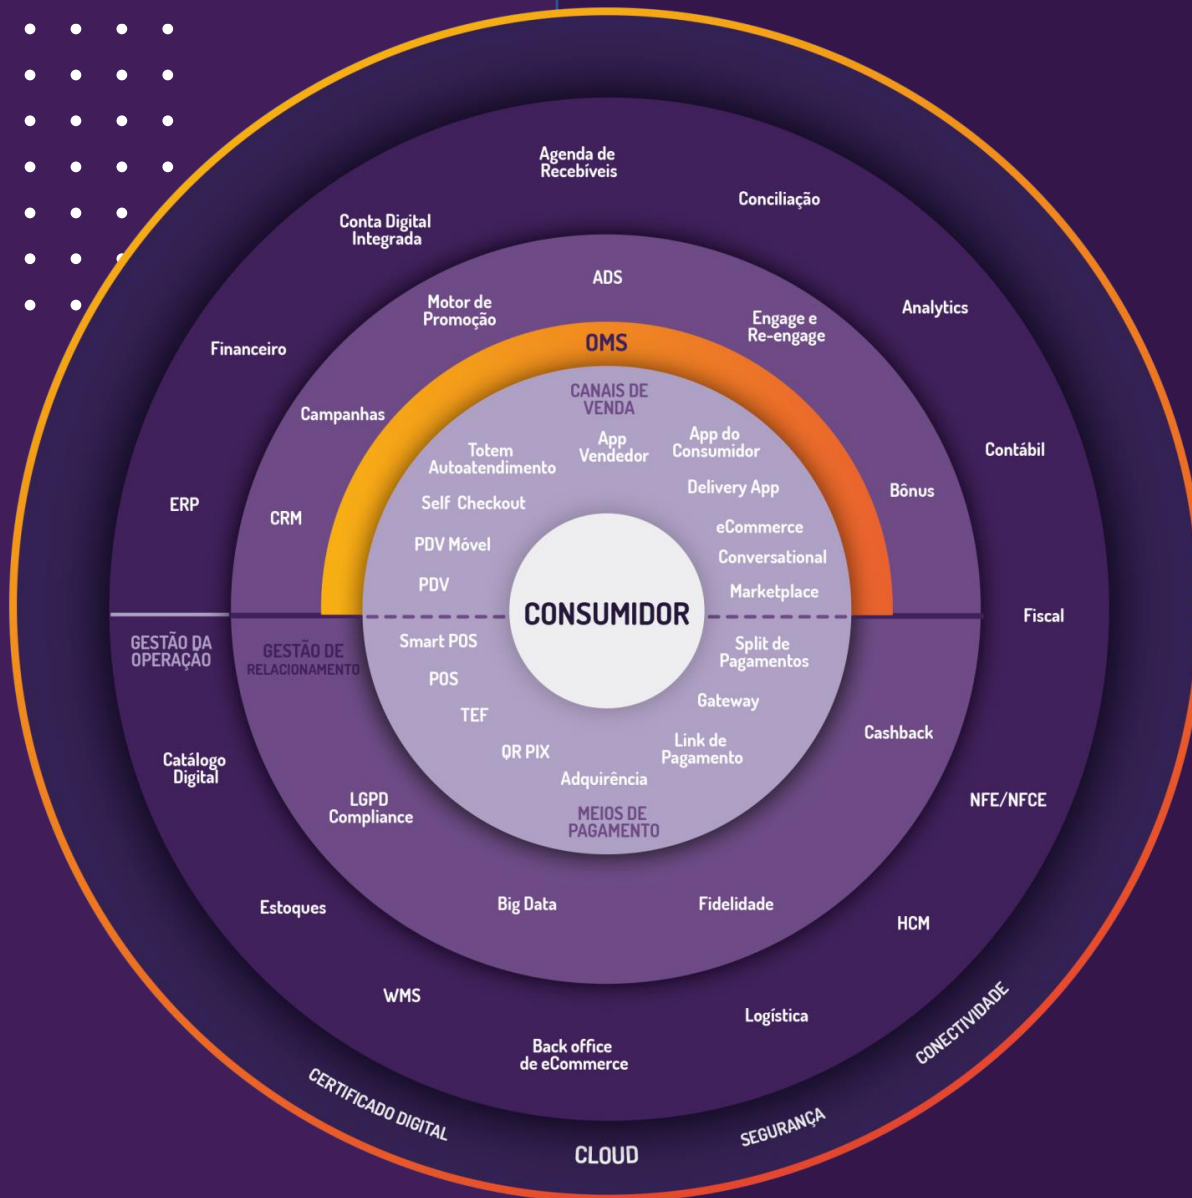 Agenda de
Recebíveis
Conciliação
Conta Digital
Integrada
ADS
Motor de
Promoção
Engage e
Re-engage
Analytics
Financeiro
OMS
CANAIS DE
VENDA
Campanhas
App
Vendedor
App do
Consumidor
Totem
Autoatendimento
Contábil
Delivery App
Bônus
Self Checkout
ERP
CRM
eCommerce
PDV Móvel
Conversational
PDV
Marketplace
CONSUMIDOR
Fiscal
GESTÃO DA
OPERAÇÃO
GESTÃO DE
RELACIONAMENTO
Smart POS
Split de
Pagamentos
POS
Gateway
TEF
Cashback
QR PIX
Link de
Pagamento
Catálogo
Digital
Adquirência
LGPD
Compliance
NFE/NFCE
MEIOS DE
PAGAMENTO
Estoques
Big Data
Fidelidade
HCM
WMS
Logística
Back office
de eCommerce
CERTIFICADO DIGITAL
CLOUD
SEGURANÇA
CONECTIVIDADE